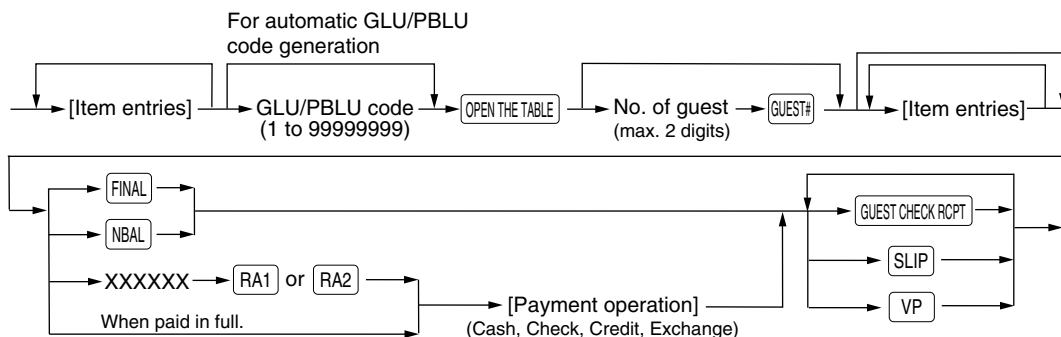 For automatic GLU/PBLU
code generation
[Item entries]
GLU/PBLU code
(1 to 99999999)
OPEN THE TABLE
No. of guest
(max. 2 digits)
GUEST#
[Item entries]
FINAL
NBAL
XXXXXX
RA1 or RA2
When paid in full.
[Payment operation]
(Cash, Check, Credit, Exchange)
GUEST CHECK RCPT
SLIP
VP